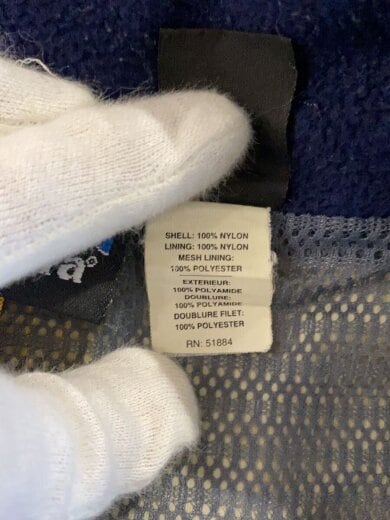 SHELL: 100% NYLON
LINING: 100% NYLON
MESH LINING:
100% POLYESTER
EXTERIEUR:
100% POLYAMIDE
DOUBLURE:
100% POLYAMIDE
DOUBLURE FILET:
100% POLYESTER
RN: 51884